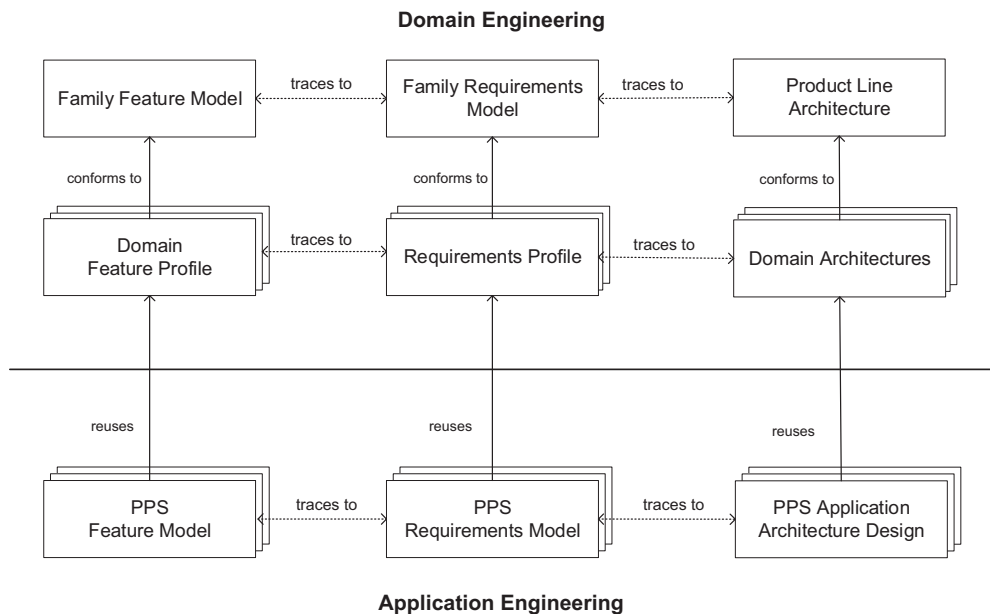 Domain Engineering
Family Feature Model
traces to
Family Requirements
Model
traces to
Product Line
Architecture
conforms to
conforms to
conforms to
Domain
Feature Profile
traces to
Requirements Profile
traces to
Domain Architectures
reuses
reuses
reuses
PPS
Feature Model
traces to
PPS
Requirements Model
traces to
PPS Application
Architecture Design
Application Engineering